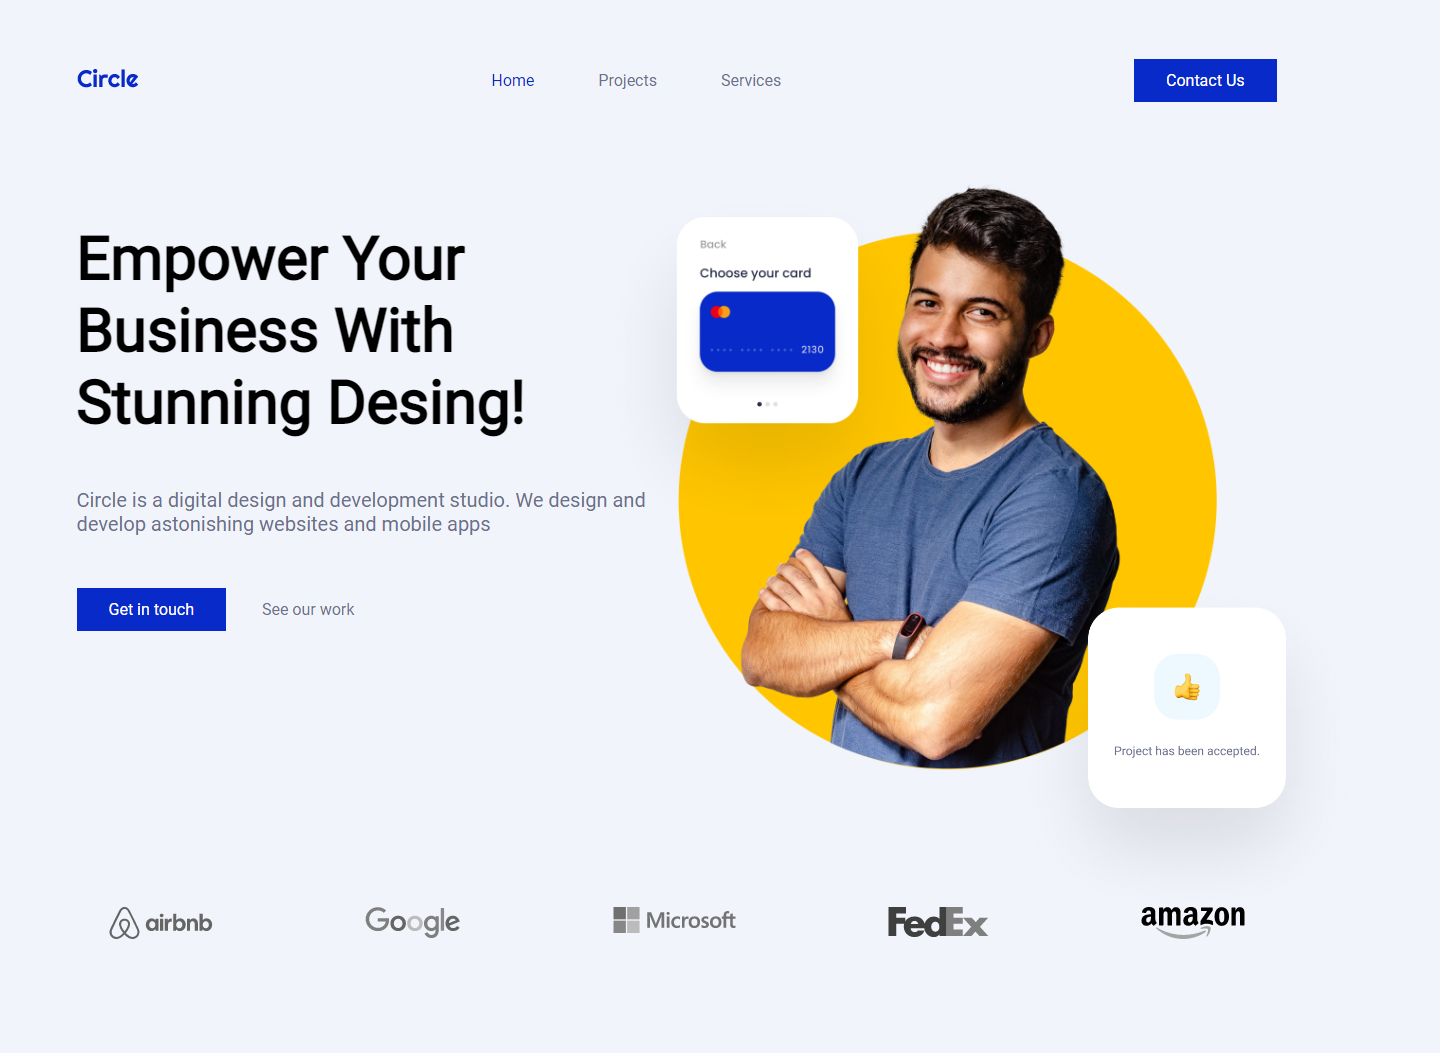 Circle
Home
Projects
Services
Contact Us
Empower Your
Business With
Stunning Desing!
Circle is a digital design and development studio. We design and
develop astonishing websites and mobile apps
Get in touch
See our work
Back
Choose your card
2130
Project has been accepted.
airbnb
Google
Microsoft
FedEx
amazon